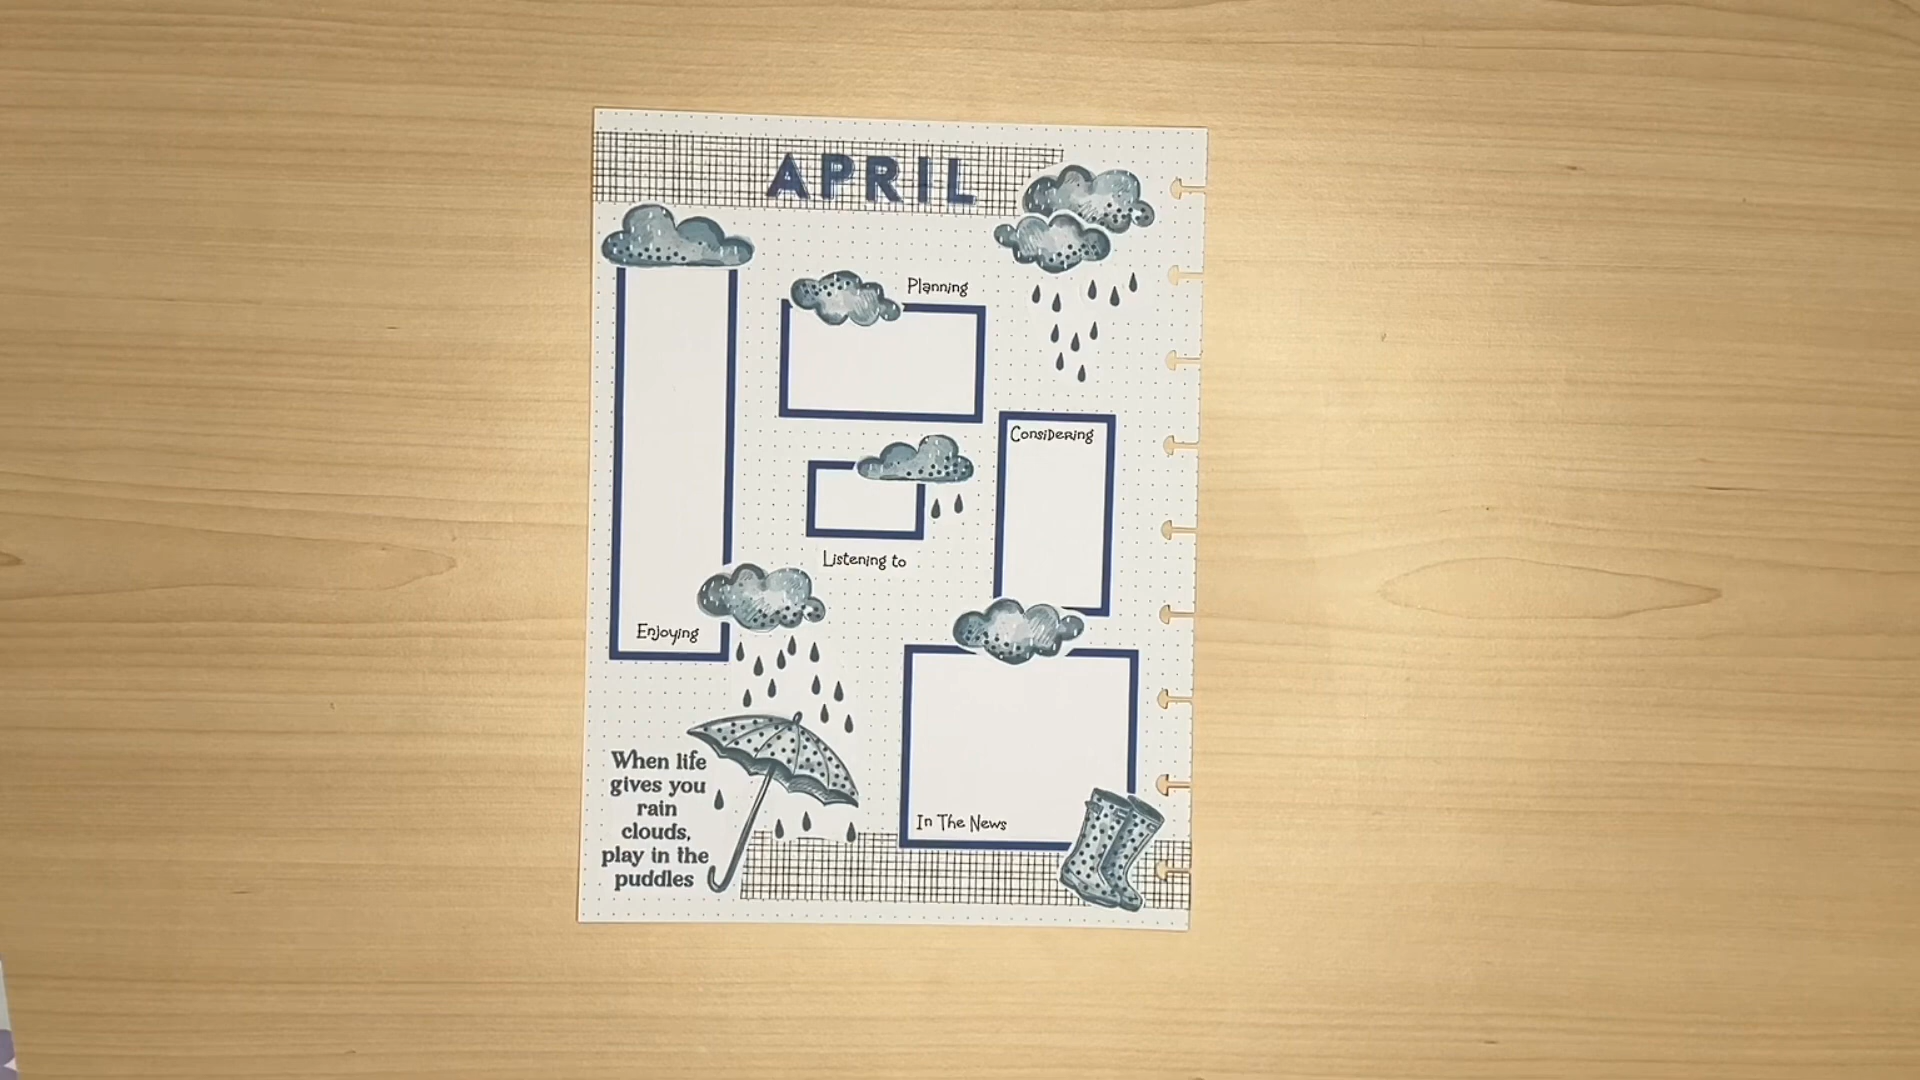 APRIL
Planning
Considering
Listening to
Enjoying
When life
gives you
rain
clouds,
play in the
puddles
In The News